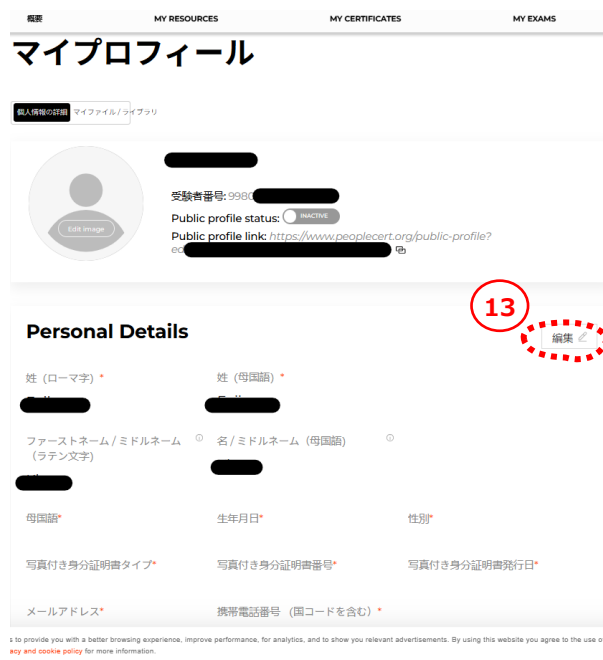 概要 MY RESOURCES MY CERTIFICATES MY EXAMS
マイプロフィール
個人情報の詳細 マイファイル / ライブラリ
Edit image
受験者番号: 9980
Public profile status: INACTIVE
Public profile link: https://www.peoplecert.org/public-profile?
13
Personal Details
編集
姓（ローマ字）* 姓（母国語）*
ファーストネーム / ミドルネーム（ラテン文字) 名 / ミドルネーム（母国語)
母国語* 生年月日* 性別*
写真付き身分証明書タイプ* 写真付き身分証明書番号* 写真付き身分証明書発行日*
メールアドレス* 携帯電話番号 （国コードを含む）*
s to provide you with a better browsing experience, improve performance, for analytics, and to show you relevant advertisements. By using this website you agree to the use o
acy and cookie policy for more information.